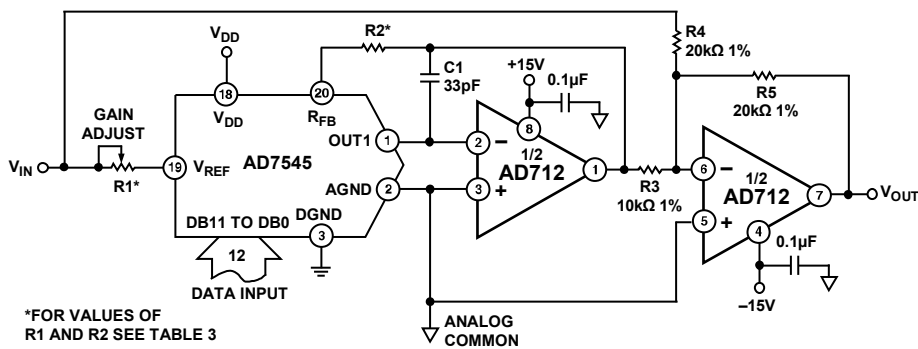 R2*
R4
20kΩ 1%
V_DD
C1
33pF
+15V
0.1µF
R5
20kΩ 1%
18
V_DD
20
R_FB
GAIN
ADJUST
V_IN
R1*
19
V_REF
AD7545
OUT1
1
2
−
8
1/2
AD712
1
R3
10kΩ 1%
6
−
1/2
AD712
7
V_OUT
AGND
2
3
+
5
+
4
0.1µF
−15V
DB11 TO DB0
DGND
3
12
DATA INPUT
ANALOG
COMMON
*FOR VALUES OF
R1 AND R2 SEE TABLE 3